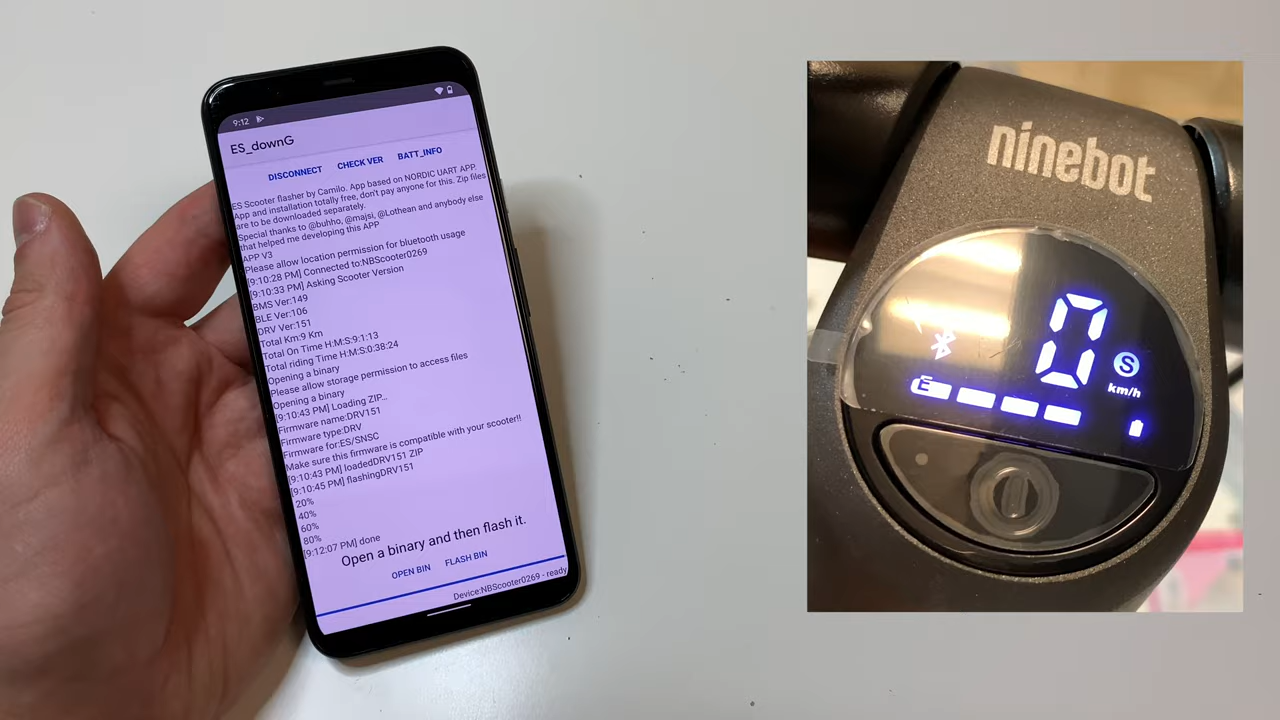 9:12
ES_downG
DISCONNECT CHECK VER BATT_INFO
ES Scooter flasher by Camilo. App based on NORDIC UART APP.
App and installation totally free, don't pay anyone for this. Zip files
are to be downloaded separately.
Special thanks to @buhho, @majsi, @Lothean and anybody else
that helped me developing this APP
APP V3
Please allow location permission for bluetooth usage
[9:10:28 PM] Connected to:NBScooter0269
[9:10:33 PM] Asking Scooter Version
BMS Ver:149
BLE Ver:106
DRV Ver:151
Total Km:9 Km
Total On Time H:M:S:9:1:13
Total riding Time H:M:S:0:38:24
Opening a binary
Please allow storage permission to access files
Opening a binary
[9:10:43 PM] Loading ZIP...
Firmware name:DRV151
Firmware type:DRV
Firmware for:ES/SNSC
Make sure this firmware is compatible with your scooter!!
[9:10:43 PM] loadedDRV151 ZIP
[9:10:45 PM] flashingDRV151
20%
40%
60%
80%
[9:12:07 PM] done
Open a binary and then flash it.
OPEN BIN FLASH BIN
Device:NBScooter0269 - ready
ninebot
0
S
km/h
E